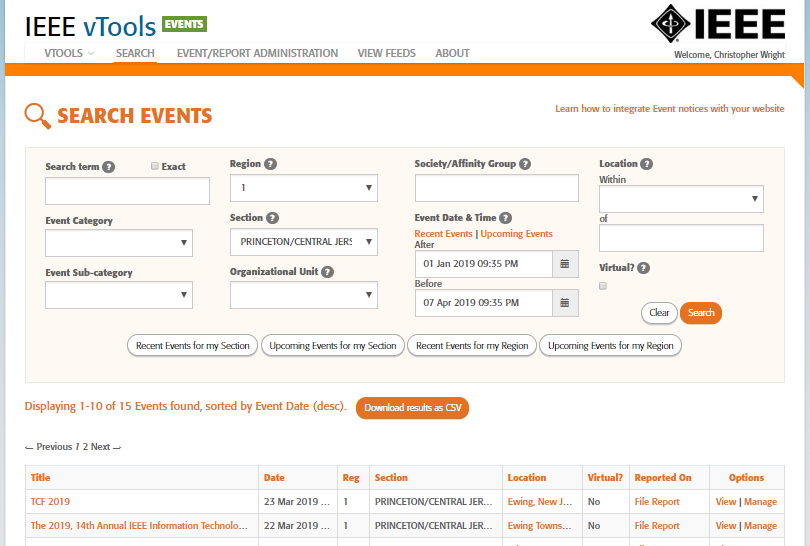 IEEE vTools EVENTS
IEEE
VTOOLS SEARCH EVENT/REPORT ADMINISTRATION VIEW FEEDS ABOUT
Welcome, Christopher Wright
SEARCH EVENTS
Learn how to integrate Event notices with your website
Search term ? Exact
Event Category
Event Sub-category
Region ?
1
Section ?
PRINCETON/CENTRAL JERS
Organizational Unit ?
Society/Affinity Group ?
Event Date & Time ?
Recent Events | Upcoming Events
After
01 Jan 2019 09:35 PM
Before
07 Apr 2019 09:35 PM
Location ?
Within
of
Virtual? ?
Clear Search
Recent Events for my Section Upcoming Events for my Section Recent Events for my Region Upcoming Events for my Region
Displaying 1-10 of 15 Events found, sorted by Event Date (desc). Download results as CSV
← Previous 1 2 Next →
Title Date Reg Section Location Virtual? Reported On Options
TCF 2019 23 Mar 2019 ... 1 PRINCETON/CENTRAL JER... Ewing, New J... No File Report View | Manage
The 2019, 14th Annual IEEE Information Technolo... 22 Mar 2019 ... 1 PRINCETON/CENTRAL JER... Ewing Towns... No File Report View | Manage